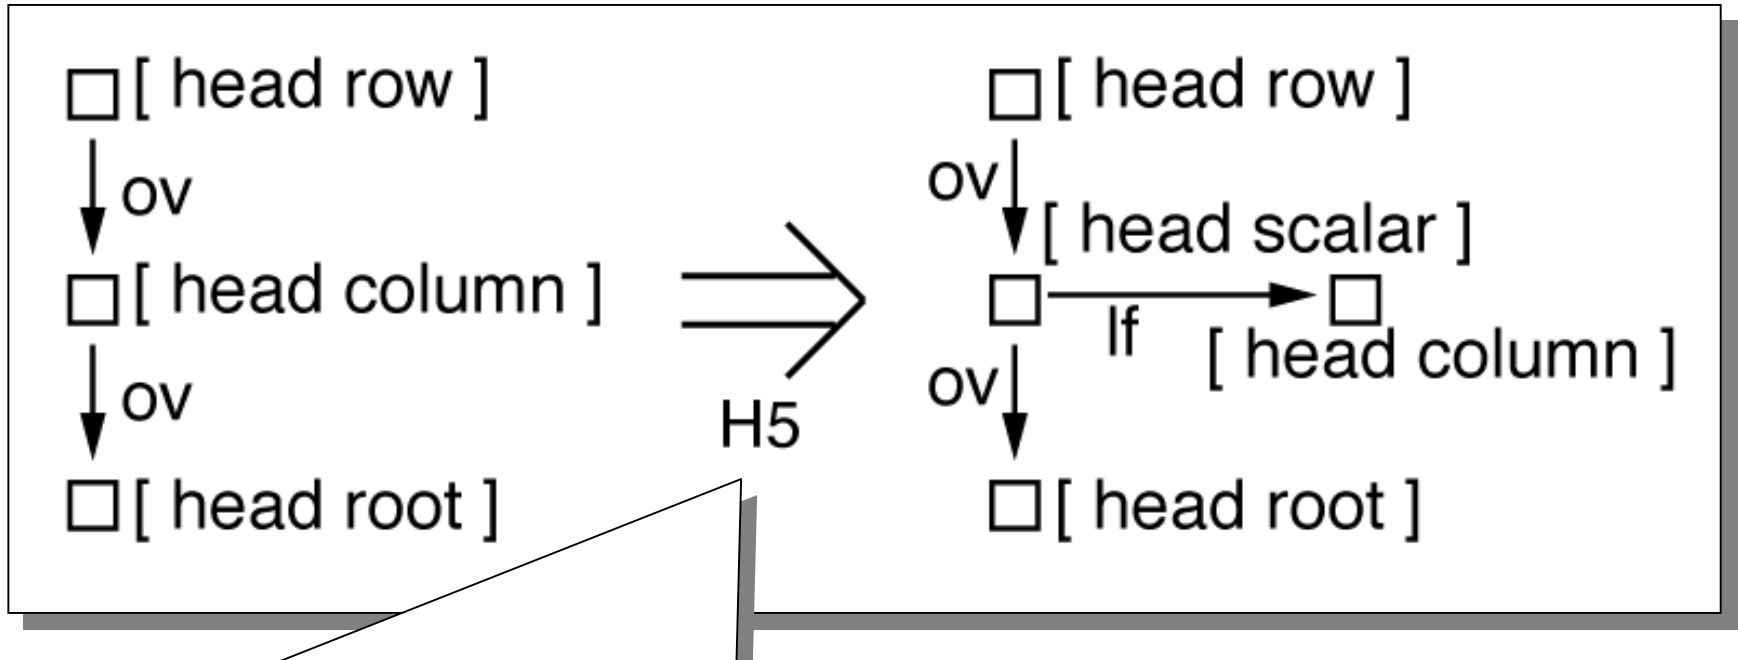 [ head row ]
ov
[ head column ]
ov
[ head root ]
H5
[ head row ]
ov
[ head scalar ]
lf
[ head column ]
ov
[ head root ]